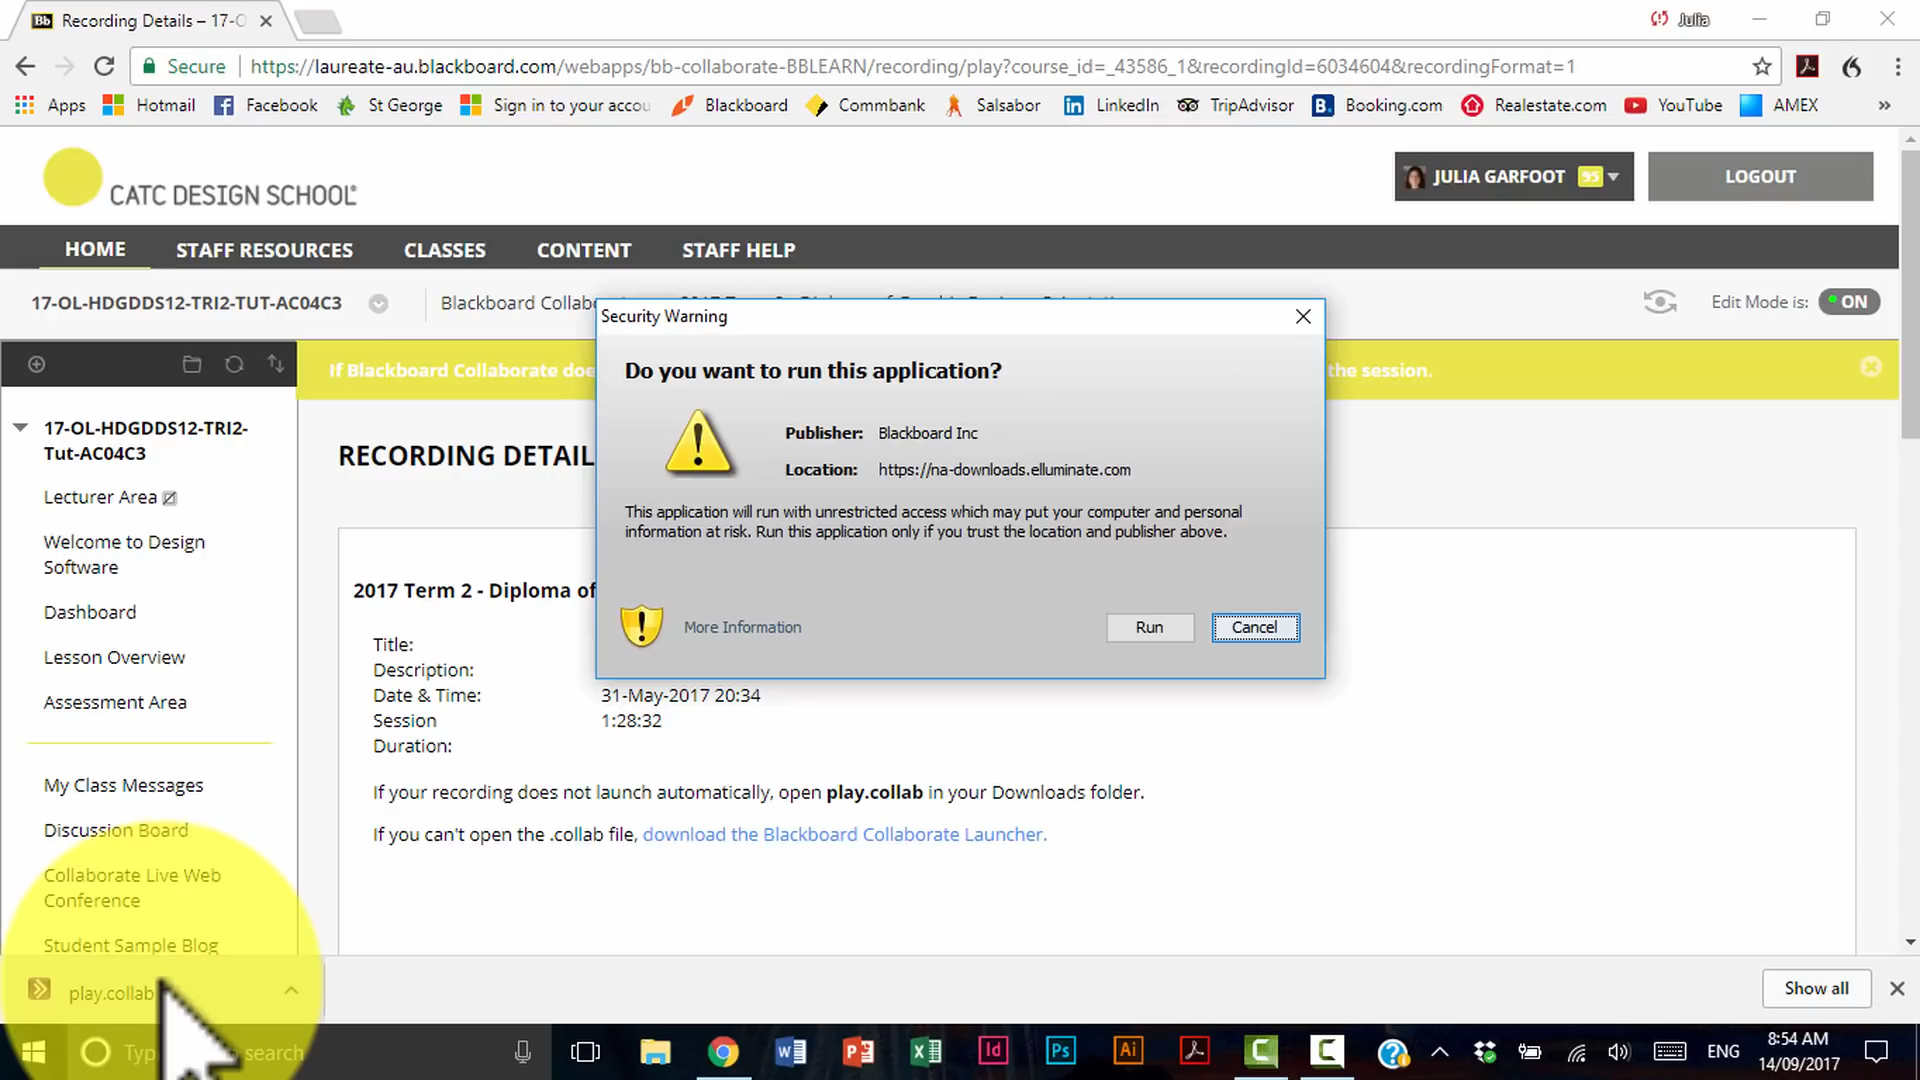 Bb Recording Details – 17-O
Julia
Secure https://laureate-au.blackboard.com/webapps/bb-collaborate-BBLEARN/recording/play?course_id=_43586_1&recordingId=6034604&recordingFormat=1
Apps Hotmail Facebook St George Sign in to your accou Blackboard Commbank Salsabor LinkedIn TripAdvisor Booking.com Realestate.com YouTube AMEX »
CATC DESIGN SCHOOL®
JULIA GARFOOT 95
LOGOUT
HOME STAFF RESOURCES CLASSES CONTENT STAFF HELP
17-OL-HDGDDS12-TRI2-TUT-AC04C3
Blackboard Collabo
Edit Mode is: ON
If Blackboard Collaborate doe
the session.
Security Warning
Do you want to run this application?
Publisher: Blackboard Inc
Location: https://na-downloads.elluminate.com
This application will run with unrestricted access which may put your computer and personal
information at risk. Run this application only if you trust the location and publisher above.
More Information
Run
Cancel
17-OL-HDGDDS12-TRI2-
Tut-AC04C3
Lecturer Area
Welcome to Design
Software
Dashboard
Lesson Overview
Assessment Area
My Class Messages
Discussion Board
Collaborate Live Web
Conference
Student Sample Blog
RECORDING DETAIL
2017 Term 2 - Diploma of
Title:
Description:
Date & Time: 31-May-2017 20:34
Session 1:28:32
Duration:
If your recording does not launch automatically, open play.collab in your Downloads folder.
If you can't open the .collab file, download the Blackboard Collaborate Launcher.
play.collab
Show all
Typ search
W P X Id Ps Ai C C ?
ENG
8:54 AM
14/09/2017